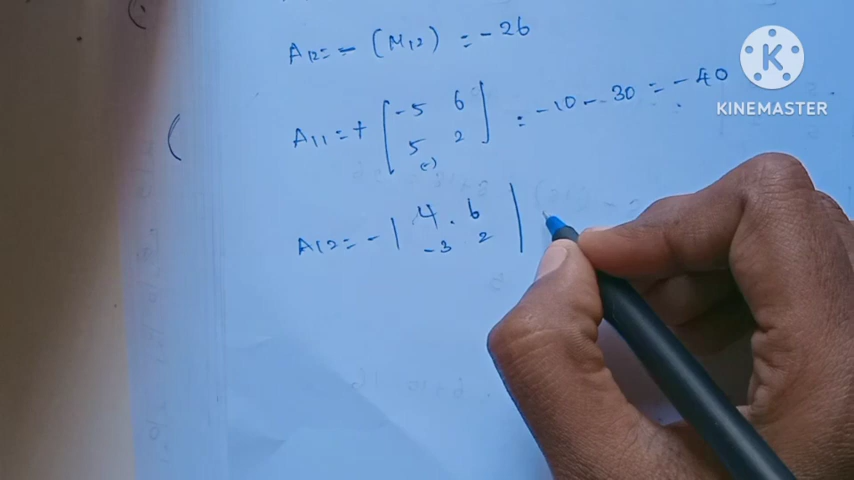 A12 = - (M12) = -26
A11 = + [ -5 6 ] = -10 - 30 = -40
5 2
(-)
A12 = - | 4 . 6 |
-3 2
KINEMASTER